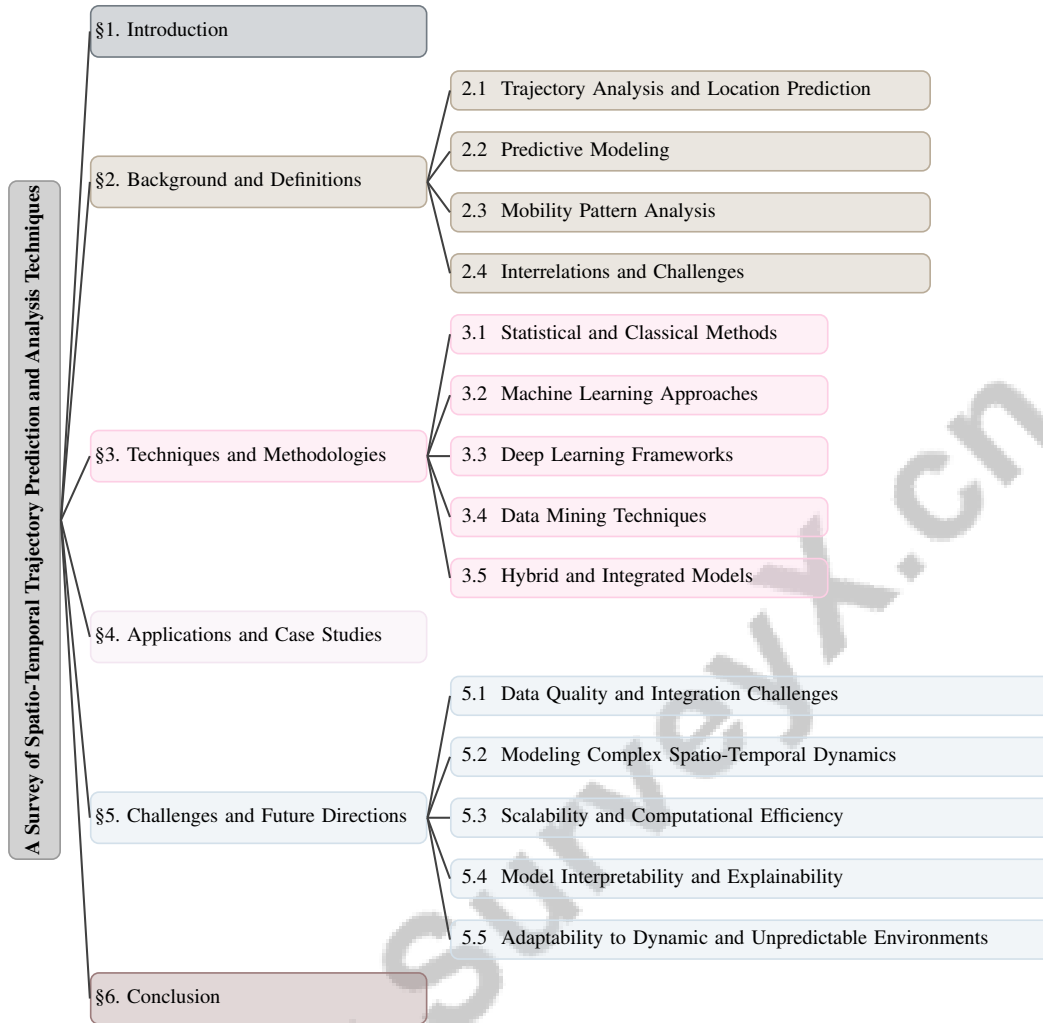 A Survey of Spatio-Temporal Trajectory Prediction and Analysis Techniques
§1. Introduction
§2. Background and Definitions
2.1 Trajectory Analysis and Location Prediction
2.2 Predictive Modeling
2.3 Mobility Pattern Analysis
2.4 Interrelations and Challenges
§3. Techniques and Methodologies
3.1 Statistical and Classical Methods
3.2 Machine Learning Approaches
3.3 Deep Learning Frameworks
3.4 Data Mining Techniques
3.5 Hybrid and Integrated Models
§4. Applications and Case Studies
§5. Challenges and Future Directions
5.1 Data Quality and Integration Challenges
5.2 Modeling Complex Spatio-Temporal Dynamics
5.3 Scalability and Computational Efficiency
5.4 Model Interpretability and Explainability
5.5 Adaptability to Dynamic and Unpredictable Environments
§6. Conclusion
surveyx.cn